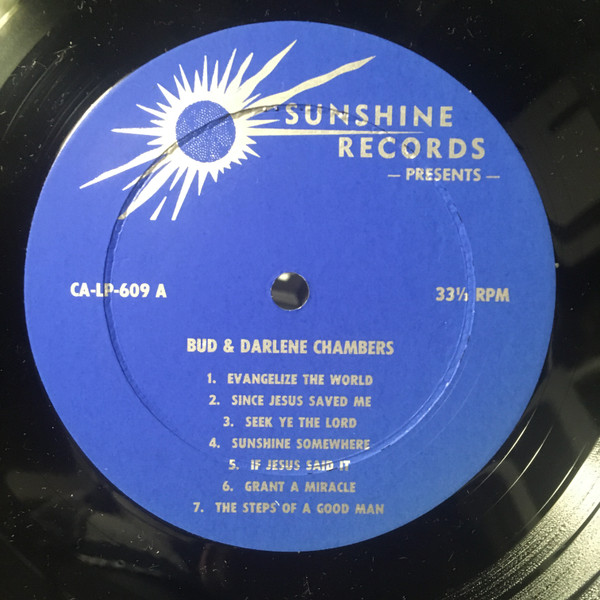 SUNSHINE
RECORDS
— PRESENTS —
CA-LP-609 A
33⅓ RPM
BUD & DARLENE CHAMBERS
1. EVANGELIZE THE WORLD
2. SINCE JESUS SAVED ME
3. SEEK YE THE LORD
4. SUNSHINE SOMEWHERE
5. IF JESUS SAID IT
6. GRANT A MIRACLE
7. THE STEPS OF A GOOD MAN